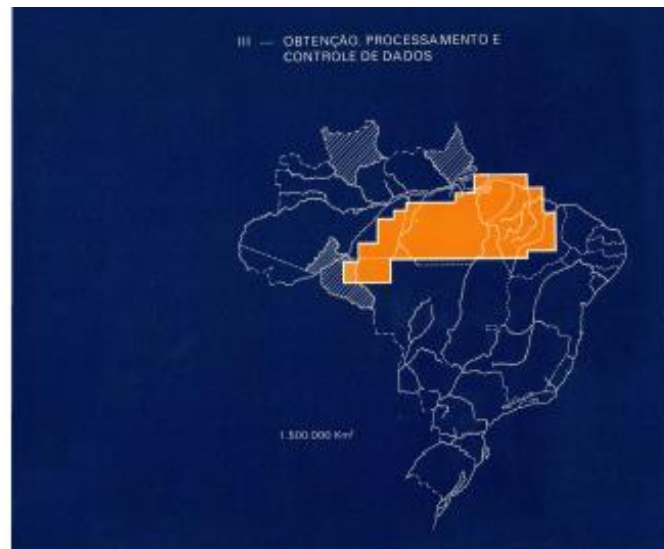 III — OBTENÇÃO, PROCESSAMENTO E
CONTROLE DE DADOS
1.500.000 Km²